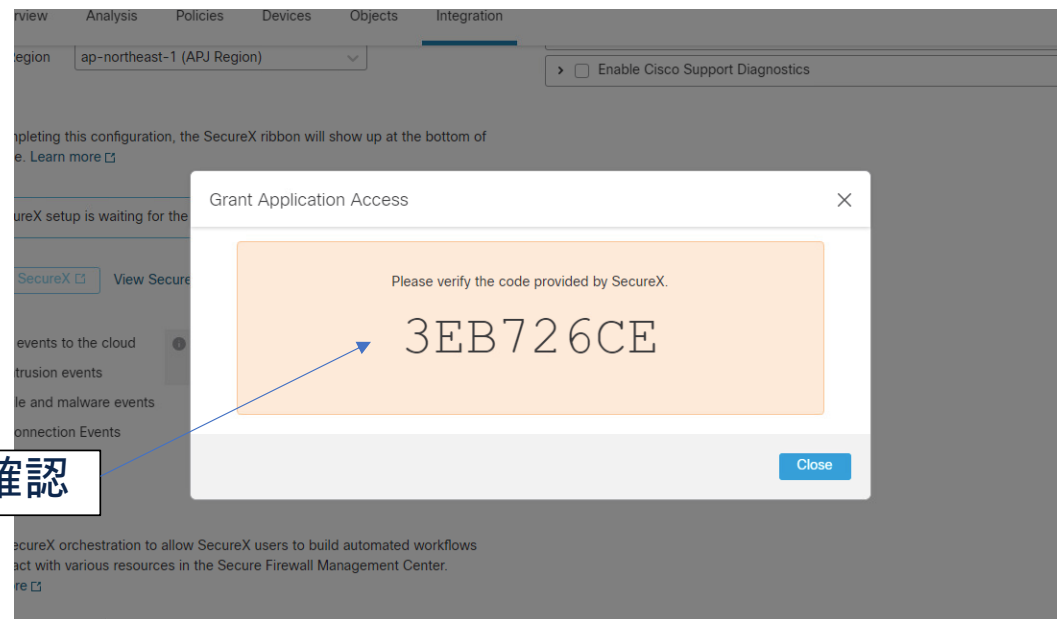 rview Analysis Policies Devices Objects Integration
egion ap-northeast-1 (APJ Region)
Enable Cisco Support Diagnostics
mpleting this configuration, the SecureX ribbon will show up at the bottom of
e. Learn more
Grant Application Access
ureX setup is waiting for the
Please verify the code provided by SecureX.
SecureX View Secure
3EB726CE
events to the cloud
trusion events
le and malware events
onnection Events
Close
確認
ecureX orchestration to allow SecureX users to build automated workflows
act with various resources in the Secure Firewall Management Center.
re